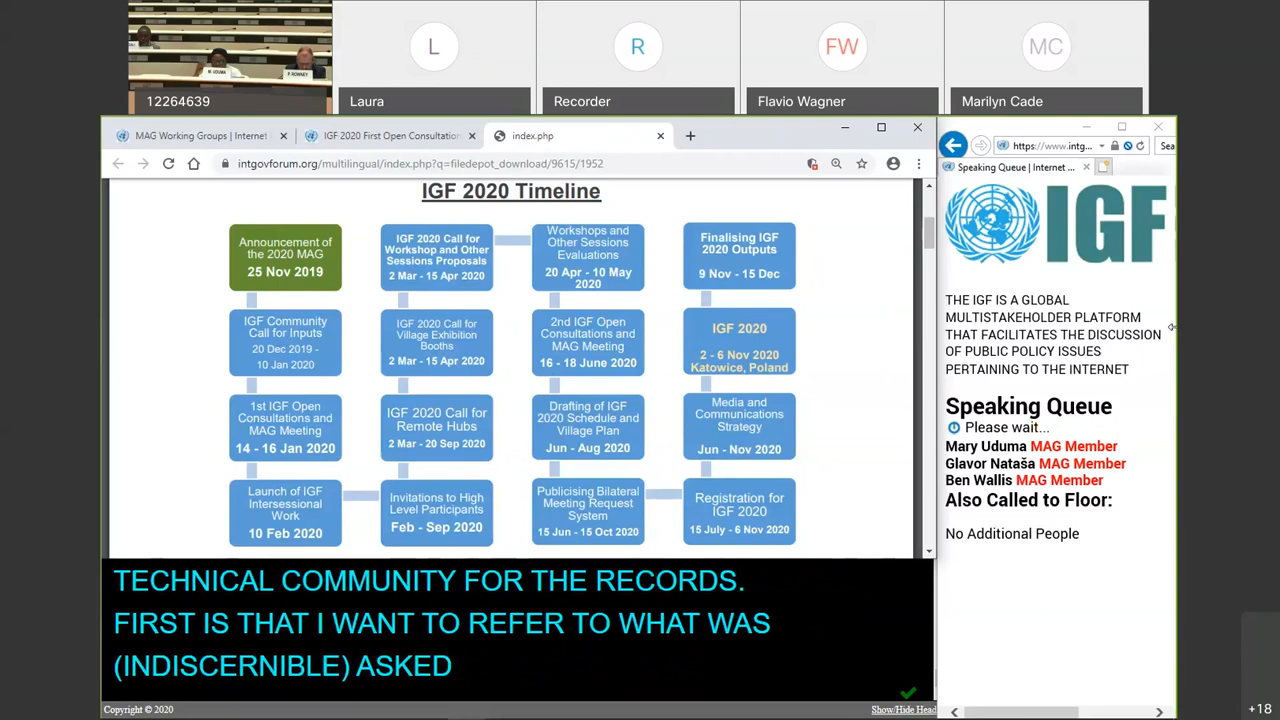 M. UDUMA
P. ROWNEY
L
R
FW
MC
12264639
Laura
Recorder
Flavio Wagner
Marilyn Cade
MAG Working Groups | Internet
IGF 2020 First Open Consultation
index.php
intgovforum.org/multilingual/index.php?q=filedepot_download/9615/1952
IGF 2020 Timeline
Announcement of
the 2020 MAG
25 Nov 2019
IGF Community
Call for Inputs
20 Dec 2019 -
10 Jan 2020
1st IGF Open
Consultations and
MAG Meeting
14 - 16 Jan 2020
Launch of IGF
Intersessional
Work
10 Feb 2020
IGF 2020 Call for
Workshop and Other
Sessions Proposals
2 Mar - 15 Apr 2020
IGF 2020 Call for
Village Exhibition
Booths
2 Mar - 15 Apr 2020
IGF 2020 Call for
Remote Hubs
2 Mar - 20 Sep 2020
Invitations to High
Level Participants
Feb - Sep 2020
Workshops and
Other Sessions
Evaluations
20 Apr - 10 May
2020
2nd IGF Open
Consultations and
MAG Meeting
16 - 18 June 2020
Drafting of IGF
2020 Schedule and
Village Plan
Jun - Aug 2020
Publicising Bilateral
Meeting Request
System
15 Jun - 15 Oct 2020
Finalising IGF
2020 Outputs
9 Nov - 15 Dec
IGF 2020
2 - 6 Nov 2020
Katowice, Poland
Media and
Communications
Strategy
Jun - Nov 2020
Registration for
IGF 2020
15 July - 6 Nov 2020
https://www.intg...
Sea
Speaking Queue | Internet ...
IGF
THE IGF IS A GLOBAL
MULTISTAKEHOLDER PLATFORM
THAT FACILITATES THE DISCUSSION
OF PUBLIC POLICY ISSUES
PERTAINING TO THE INTERNET
Speaking Queue
Please wait...
Mary Uduma MAG Member
Glavor Nataša MAG Member
Ben Wallis MAG Member
Also Called to Floor:
No Additional People
TECHNICAL COMMUNITY FOR THE RECORDS.
FIRST IS THAT I WANT TO REFER TO WHAT WAS
(INDISCERNIBLE) ASKED
Copyright © 2020
Show/Hide Head
+18